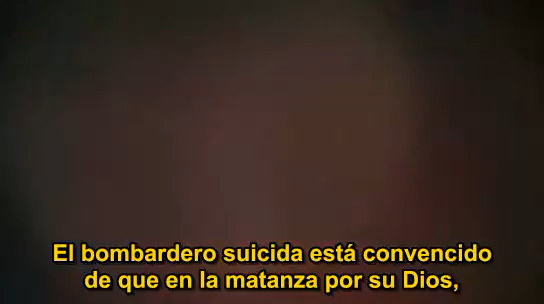 El bombardero suicida está convencido
de que en la matanza por su Dios,